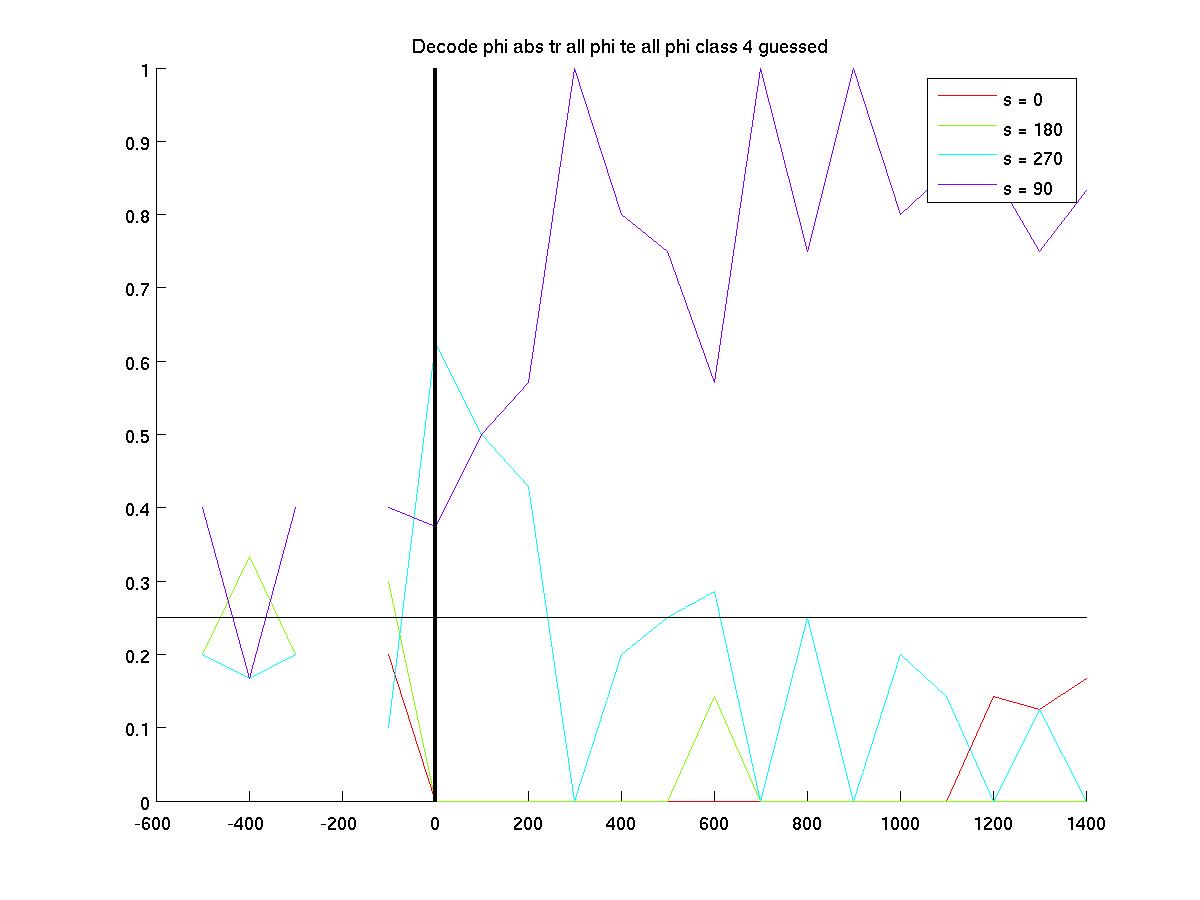 Decode phi abs tr all phi te all phi class 4 guessed
1
0.9
0.8
0.7
0.6
0.5
0.4
0.3
0.2
0.1
0
s = 0
s = 180
s = 270
s = 90
-600 -400 -200 0 200 400 600 800 1000 1200 1400